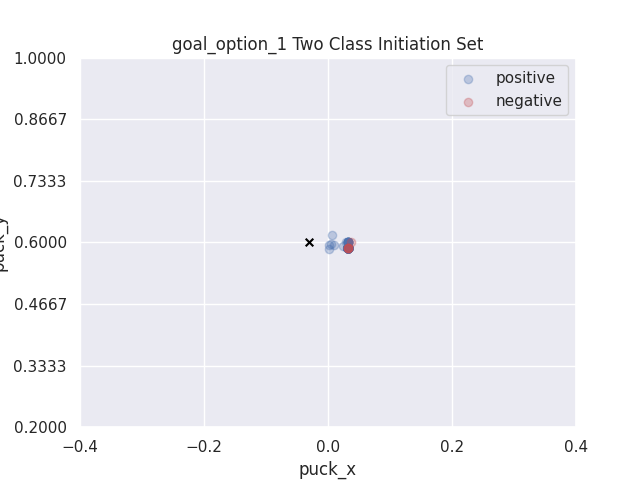 goal_option_1 Two Class Initiation Set
positive
negative
1.0000
0.8667
0.7333
0.6000
0.4667
0.3333
0.2000
puck_y
−0.4 −0.2 0.0 0.2 0.4
puck_x